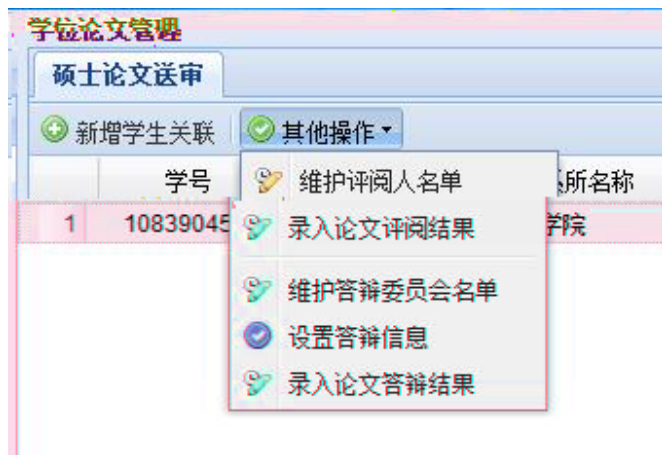 学位论文管理
硕士论文送审
新增学生关联 其他操作
学号 系所名称
维护评阅人名单
1 10839045 学院
录入论文评阅结果
维护答辩委员会名单
设置答辩信息
录入论文答辩结果